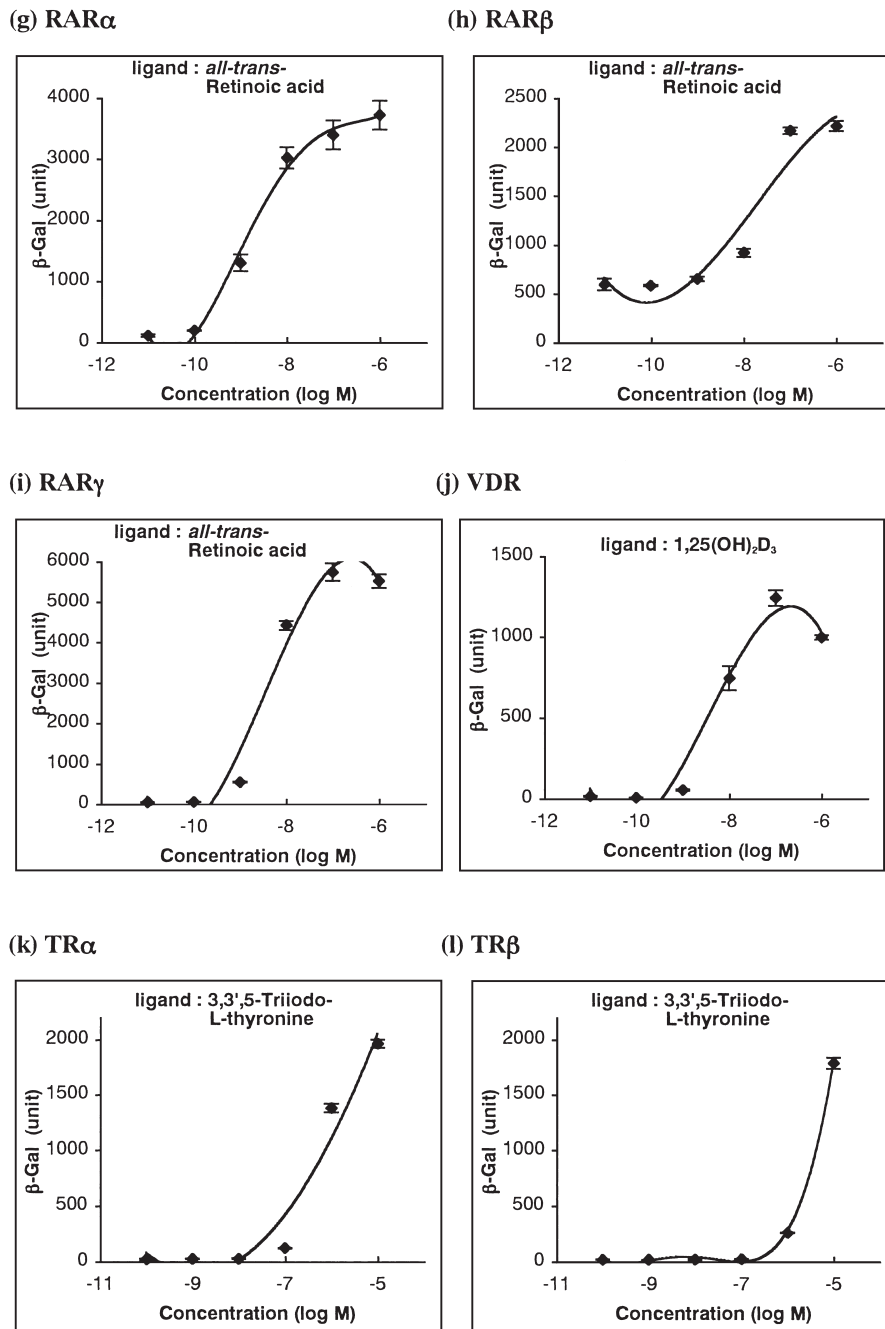 (g) RARα
ligand : all-trans-
Retinoic acid
β-Gal (unit)
4000
3000
2000
1000
0
-12
-10
-8
-6
Concentration (log M)
(h) RARβ
ligand : all-trans-
Retinoic acid
β-Gal (unit)
2500
2000
1500
1000
500
0
-12
-10
-8
-6
Concentration (log M)
(i) RARγ
ligand : all-trans-
Retinoic acid
β-Gal (unit)
6000
5000
4000
3000
2000
1000
0
-12
-10
-8
-6
Concentration (log M)
(j) VDR
ligand : 1,25(OH)₂D₃
β-Gal (unit)
1500
1000
500
0
-12
-10
-8
-6
Concentration (log M)
(k) TRα
ligand : 3,3',5-Triiodo-
L-thyronine
β-Gal (unit)
2000
1500
1000
500
0
-11
-9
-7
-5
Concentration (log M)
(l) TRβ
ligand : 3,3',5-Triiodo-
L-thyronine
β-Gal (unit)
2000
1500
1000
500
0
-11
-9
-7
-5
Concentration (log M)